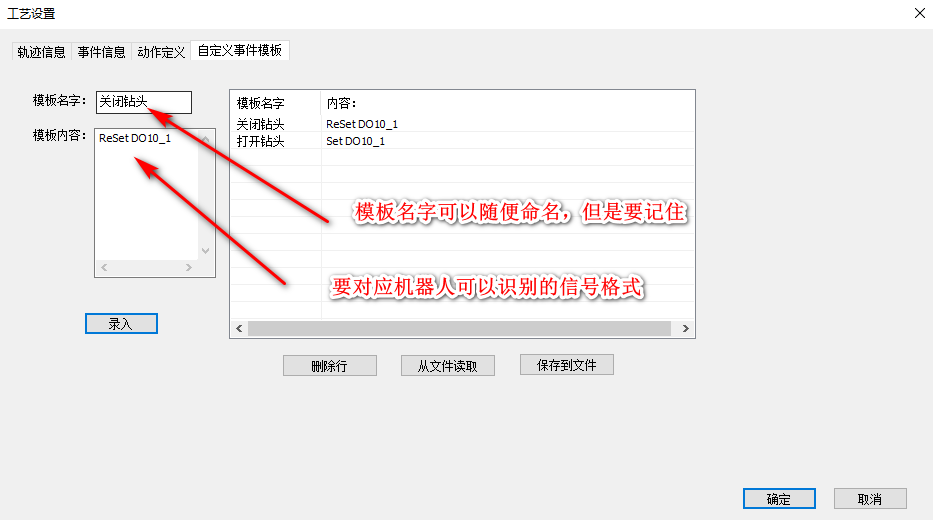 工艺设置
轨迹信息 事件信息 动作定义 自定义事件模板
模板名字： 关闭钻头
模板内容： ReSet DO10_1
模板名字 内容：
关闭钻头 ReSet DO10_1
打开钻头 Set DO10_1
模板名字可以随便命名，但是要记住
要对应机器人可以识别的信号格式
录入
删除行 从文件读取 保存到文件
确定 取消